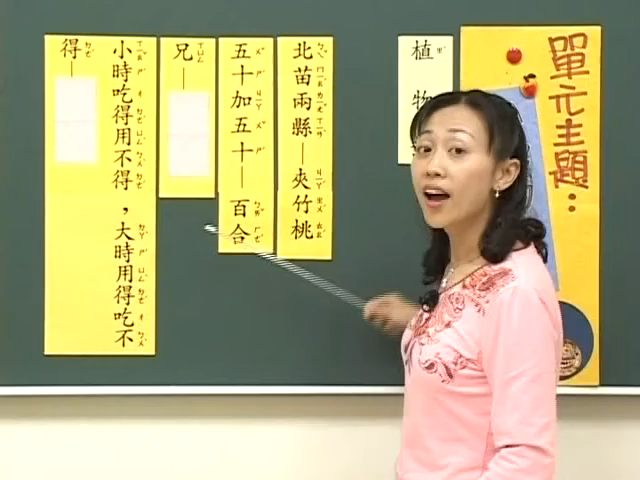 單元主題：
植物
北苗兩縣—夾竹桃
五十加五十—百合
兄—
小時吃得用不得，大時用得吃不
得—